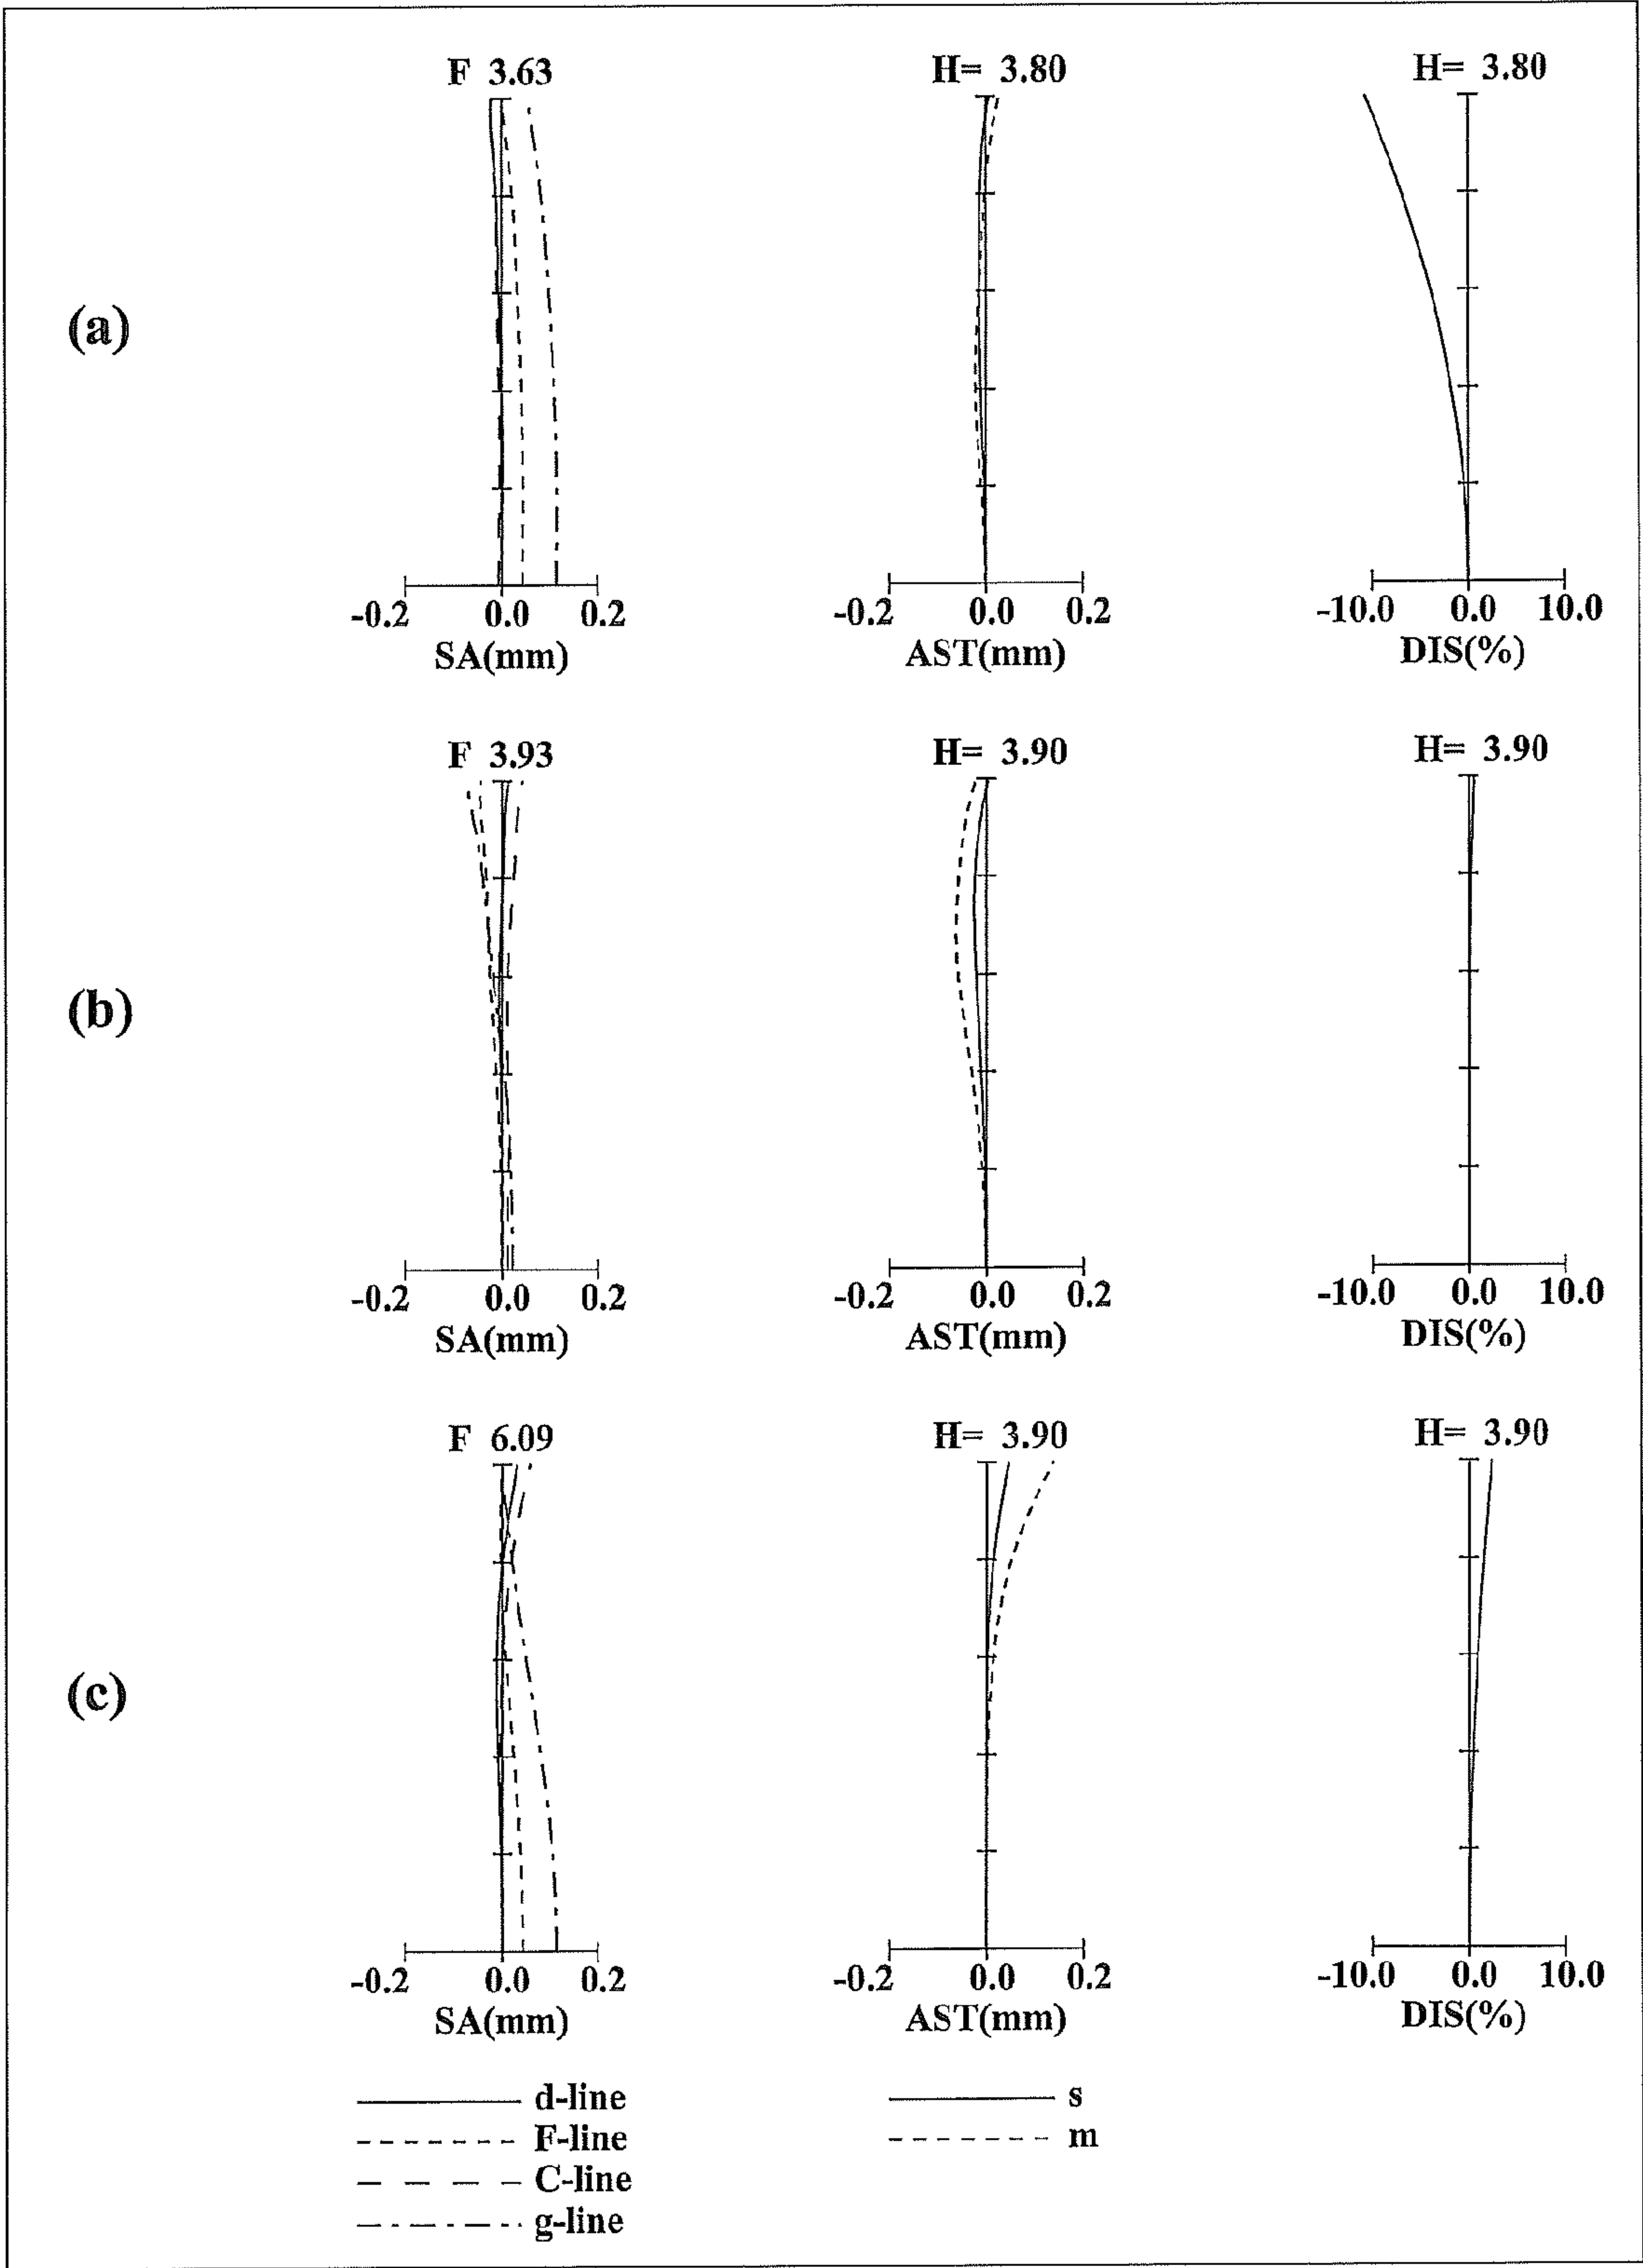 F 3.63 H= 3.80 H= 3.80
(a)
-0.2 0.0 0.2 -0.2 0.0 0.2 -10.0 0.0 10.0
SA(mm) AST(mm) DIS(%)
F 3.93 H= 3.90 H= 3.90
(b)
-0.2 0.0 0.2 -0.2 0.0 0.2 -10.0 0.0 10.0
SA(mm) AST(mm) DIS(%)
F 6.09 H= 3.90 H= 3.90
(c)
-0.2 0.0 0.2 -0.2 0.0 0.2 -10.0 0.0 10.0
SA(mm) AST(mm) DIS(%)
d-line s
F-line m
C-line
g-line